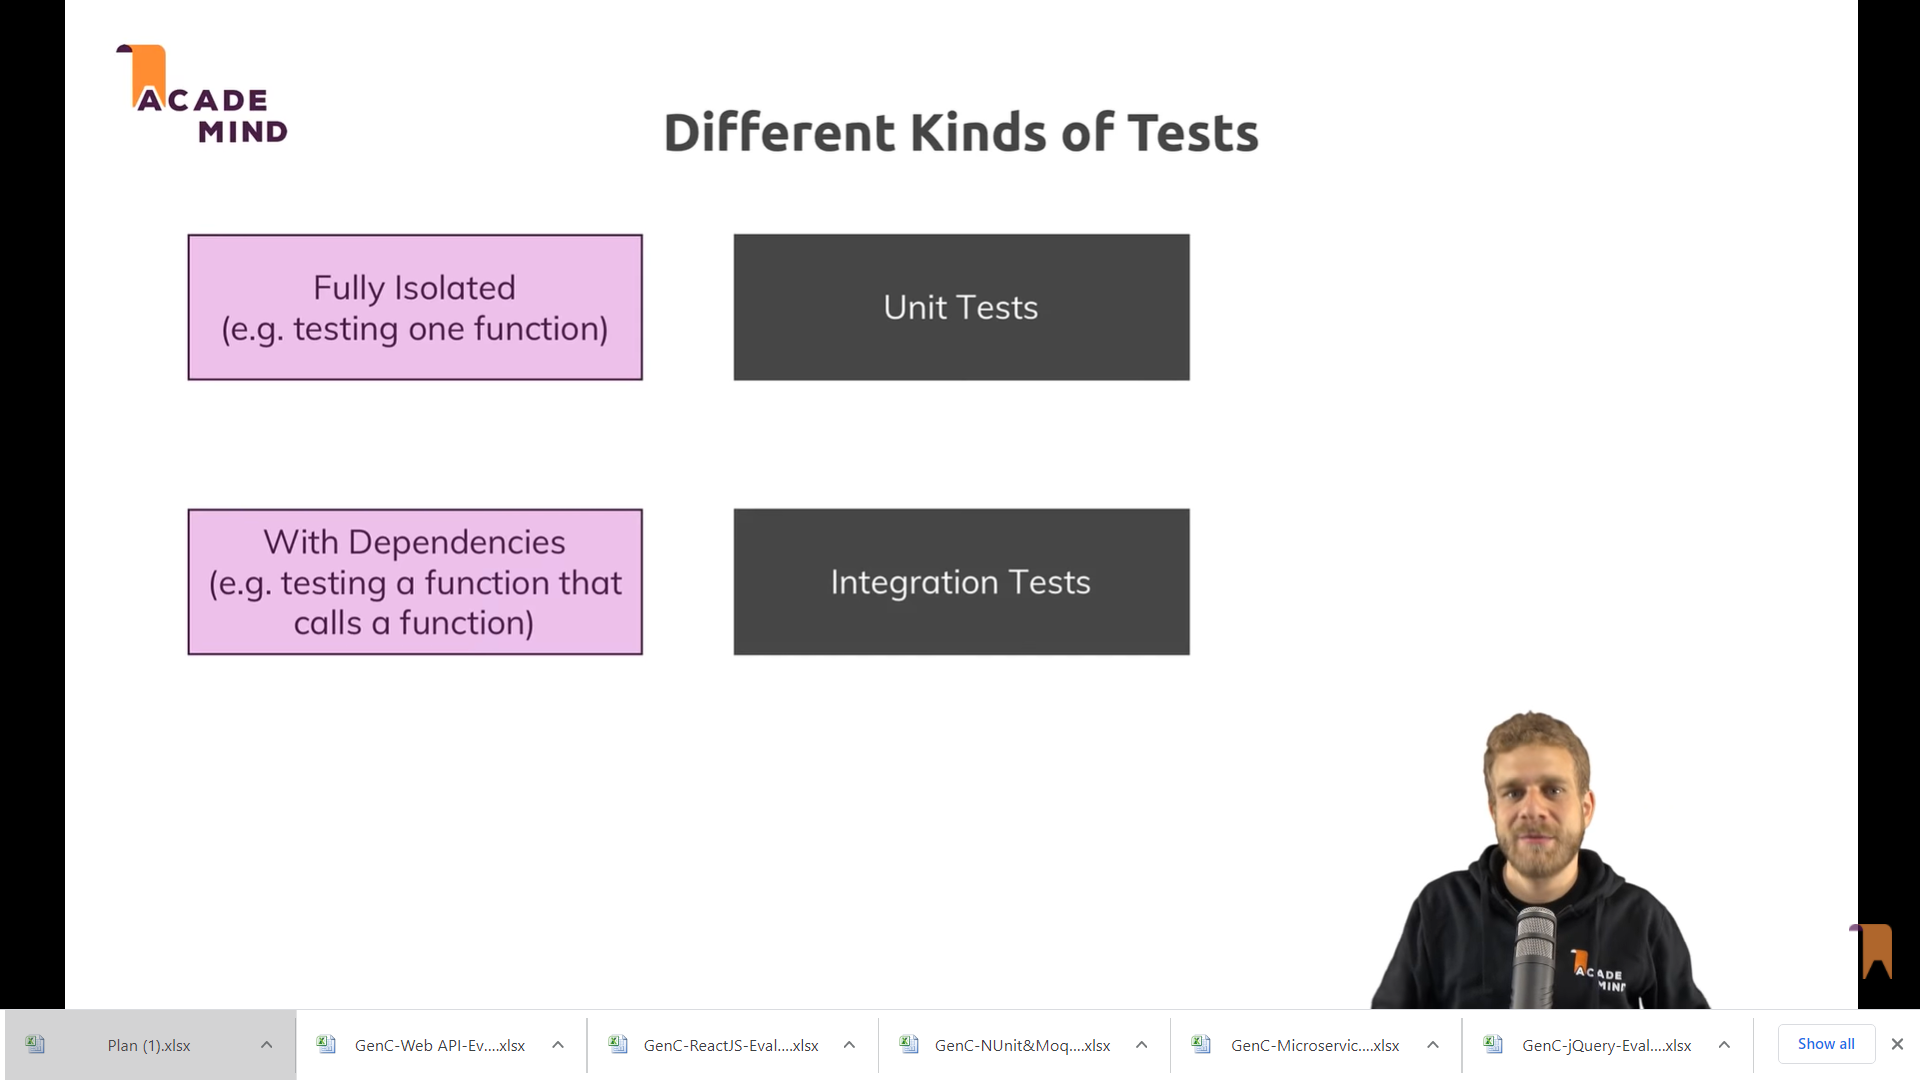 ACADE
MIND
Different Kinds of Tests
Fully Isolated
(e.g. testing one function)
Unit Tests
With Dependencies
(e.g. testing a function that
calls a function)
Integration Tests
ACADE
MIND
Plan (1).xlsx
GenC-Web API-Ev....xlsx
GenC-ReactJS-Eval....xlsx
GenC-NUnit&Moq....xlsx
GenC-Microservic....xlsx
GenC-jQuery-Eval....xlsx
Show all